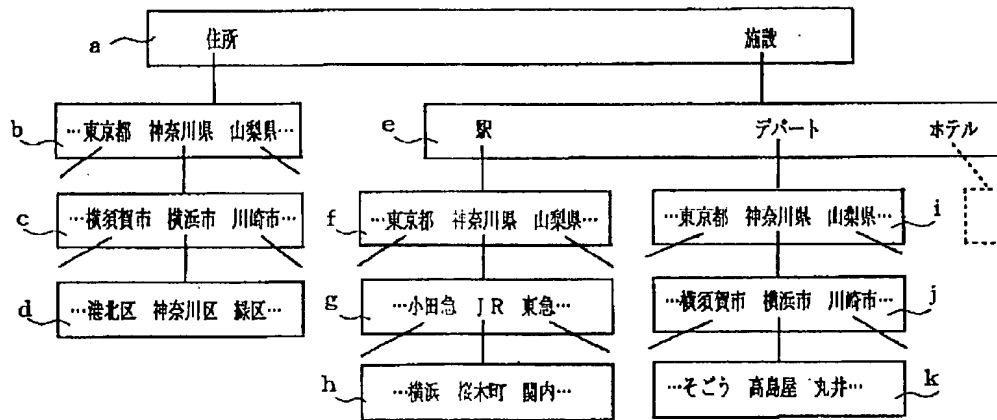 a 住所 施設
b …東京都 神奈川県 山梨県… e 駅 デパート ホテル
c …横須賀市 横浜市 川崎市… f …東京都 神奈川県 山梨県… …東京都 神奈川県 山梨県… i
d …港北区 神奈川区 緑区… g …小田急 JR 東急… …横須賀市 横浜市 川崎市… j
h …横浜 桜木町 関内… …そごう 高島屋 丸井… k